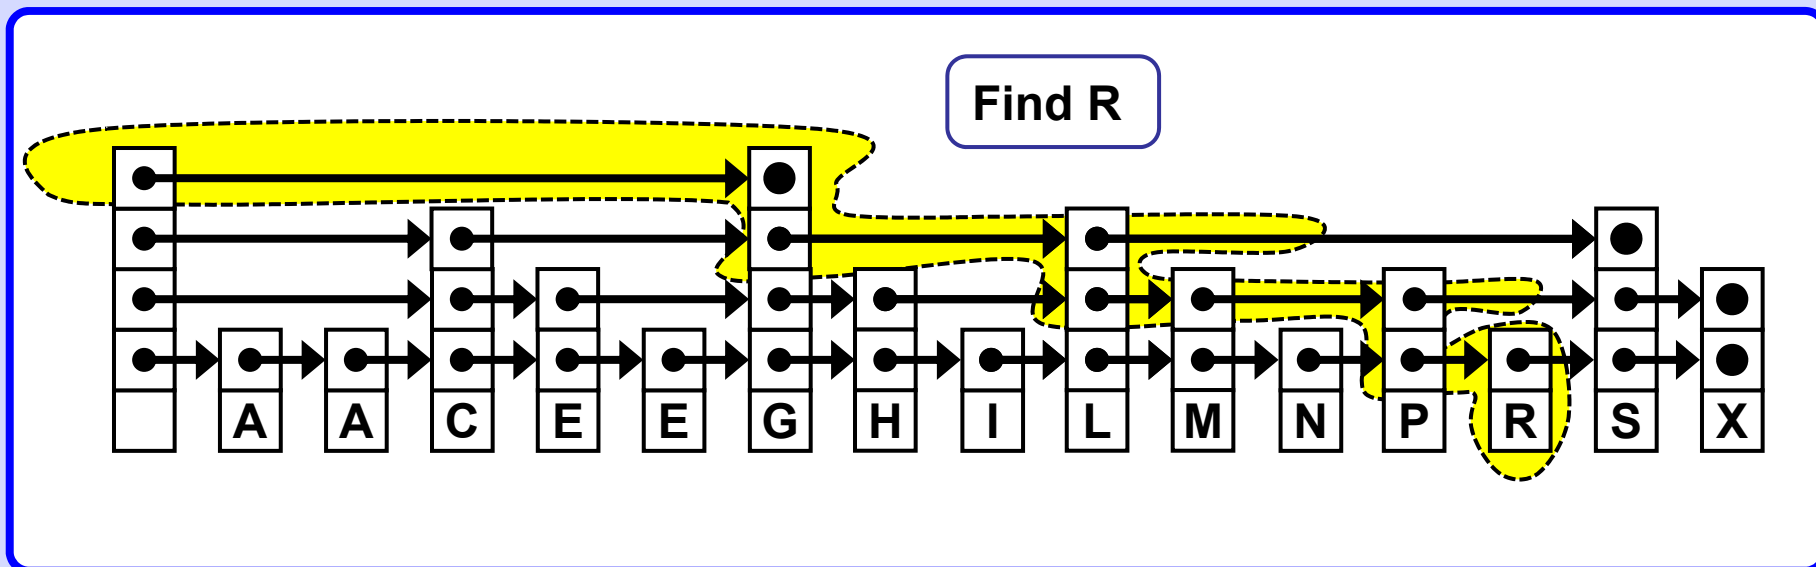 Find R
A A C E E G H I L M N P R S X